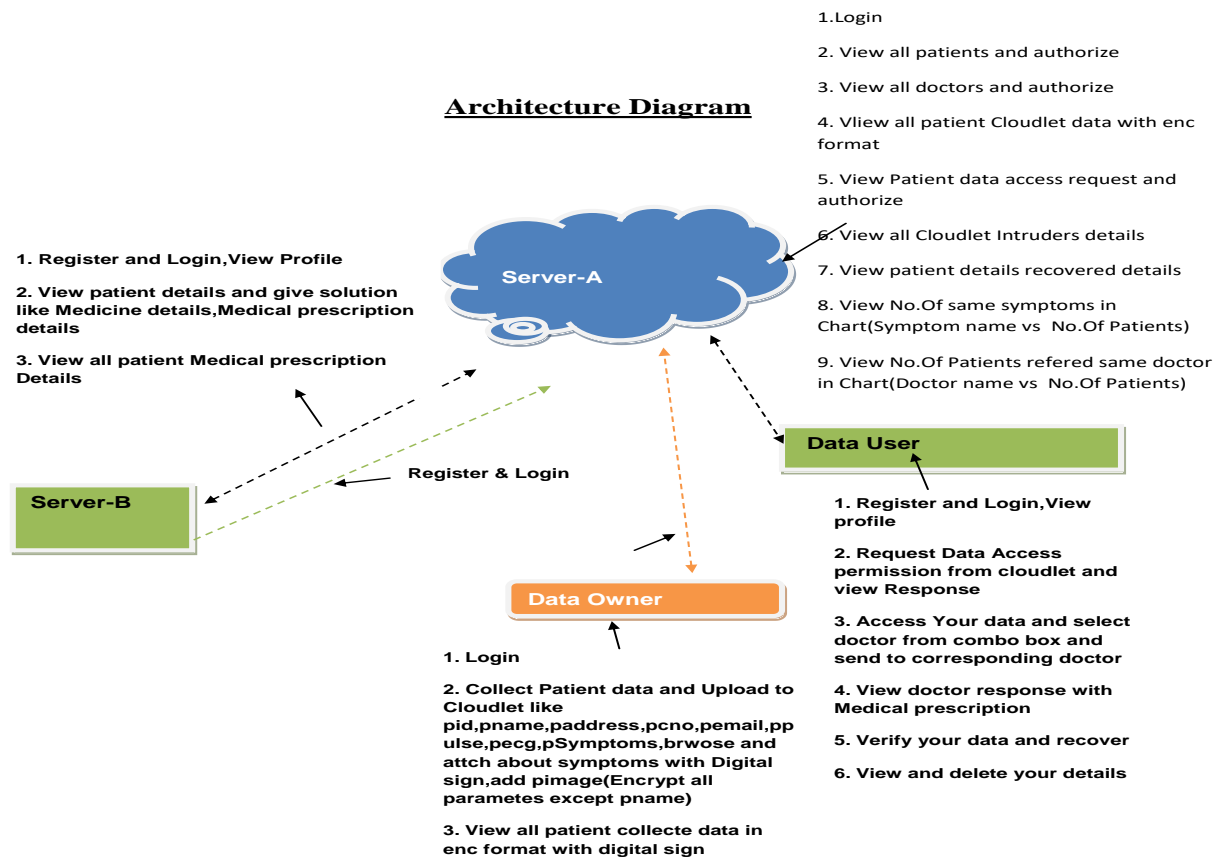 Architecture Diagram
1.Login
2. View all patients and authorize
3. View all doctors and authorize
4. Vliew all patient Cloudlet data with enc
format
5. View Patient data access request and
authorize
6. View all Cloudlet Intruders details
7. View patient details recovered details
8. View No.Of same symptoms in
Chart(Symptom name vs  No.Of Patients)
9. View No.Of Patients refered same doctor
in Chart(Doctor name vs  No.Of Patients)
Server-A
1. Register and Login,View Profile
2. View patient details and give solution
like Medicine details,Medical prescription
details
3. View all patient Medical prescription
Details
Register & Login
Server-B
Data User
1. Register and Login,View
profile
2. Request Data Access
permission from cloudlet and
view Response
3. Access Your data and select
doctor from combo box and
send to corresponding doctor
4. View doctor response with
Medical prescription
5. Verify your data and recover
6. View and delete your details
Data Owner
1. Login
2. Collect Patient data and Upload to
Cloudlet like
pid,pname,paddress,pcno,pemail,pp
ulse,pecg,pSymptoms,brwose and
attch about symptoms with Digital
sign,add pimage(Encrypt all
parametes except pname)
3. View all patient collecte data in
enc format with digital sign